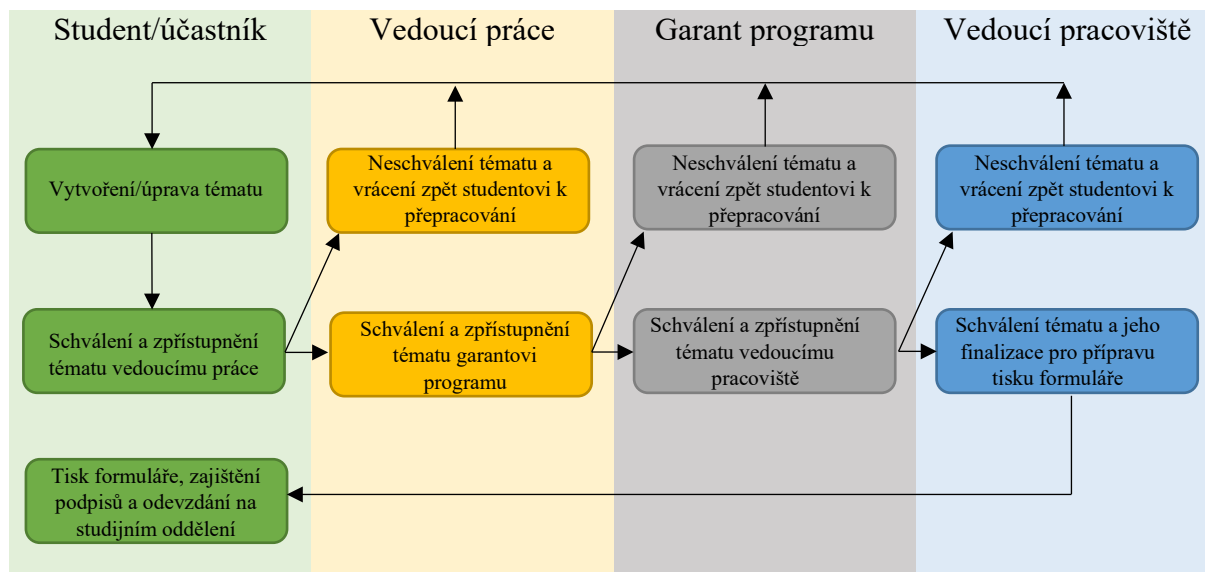 Student/účastník
Vedoucí práce
Garant programu
Vedoucí pracoviště
Vytvoření/úprava tématu
Neschválení tématu a
vrácení zpět studentovi k
přepracování
Neschválení tématu a
vrácení zpět studentovi k
přepracování
Neschválení tématu a
vrácení zpět studentovi k
přepracování
Schválení a zpřístupnění
tématu vedoucímu práce
Schválení a zpřístupnění
tématu garantovi
programu
Schválení a zpřístupnění
tématu vedoucímu
pracoviště
Schválení tématu a jeho
finalizace pro přípravu
tisku formuláře
Tisk formuláře, zajištění
podpisů a odevzdání na
studijním oddělení